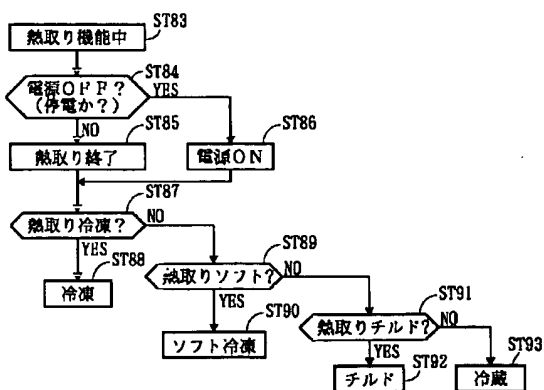 ST83
熱取り機能中
ST84
電源OFF?
(停電か?)
YES
NO
ST85
ST86
熱取り終了
電源ON
ST87
熱取り冷凍?
NO
YES
ST88
冷凍
ST89
熱取りソフト?
NO
YES
ST90
ソフト冷凍
ST91
熱取りチルド?
NO
YES
ST92
チルド
ST93
冷蔵